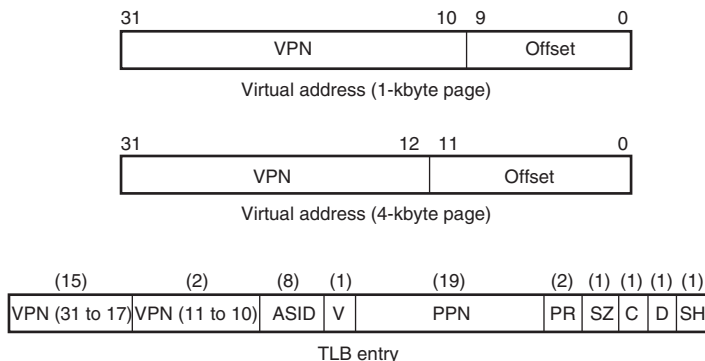 31 10 9 0
VPN Offset
Virtual address (1-kbyte page)
31 12 11 0
VPN Offset
Virtual address (4-kbyte page)
(15) (2) (8) (1) (19) (2) (1) (1) (1) (1)
VPN (31 to 17) VPN (11 to 10) ASID V PPN PR SZ C D SH
TLB entry